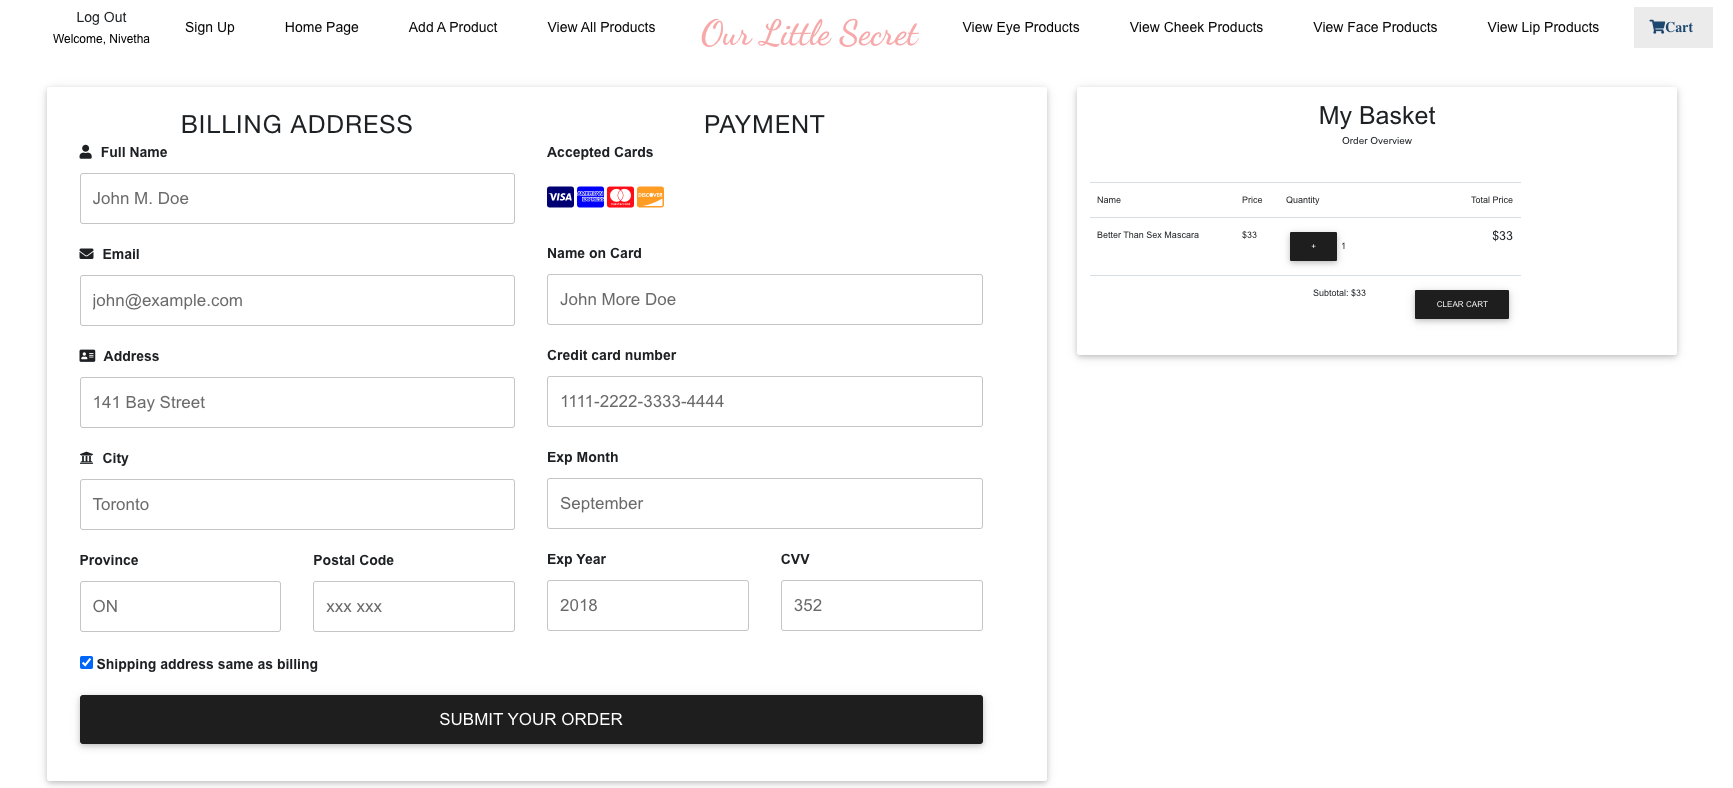 Log Out
Welcome, Nivetha
Sign Up
Home Page
Add A Product
View All Products
Our Little Secret
View Eye Products
View Cheek Products
View Face Products
View Lip Products
Cart
BILLING ADDRESS
Full Name
John M. Doe
Email
john@example.com
Address
141 Bay Street
City
Toronto
Province
Postal Code
ON
xxx xxx
Shipping address same as billing
PAYMENT
Accepted Cards
VISA
AMERICAN EXPRESS
mastercard
DISCOVER
Name on Card
John More Doe
Credit card number
1111-2222-3333-4444
Exp Month
September
Exp Year
CVV
2018
352
SUBMIT YOUR ORDER
My Basket
Order Overview
Name Price Quantity Total Price
Better Than Sex Mascara $33 + 1 $33
Subtotal: $33
CLEAR CART